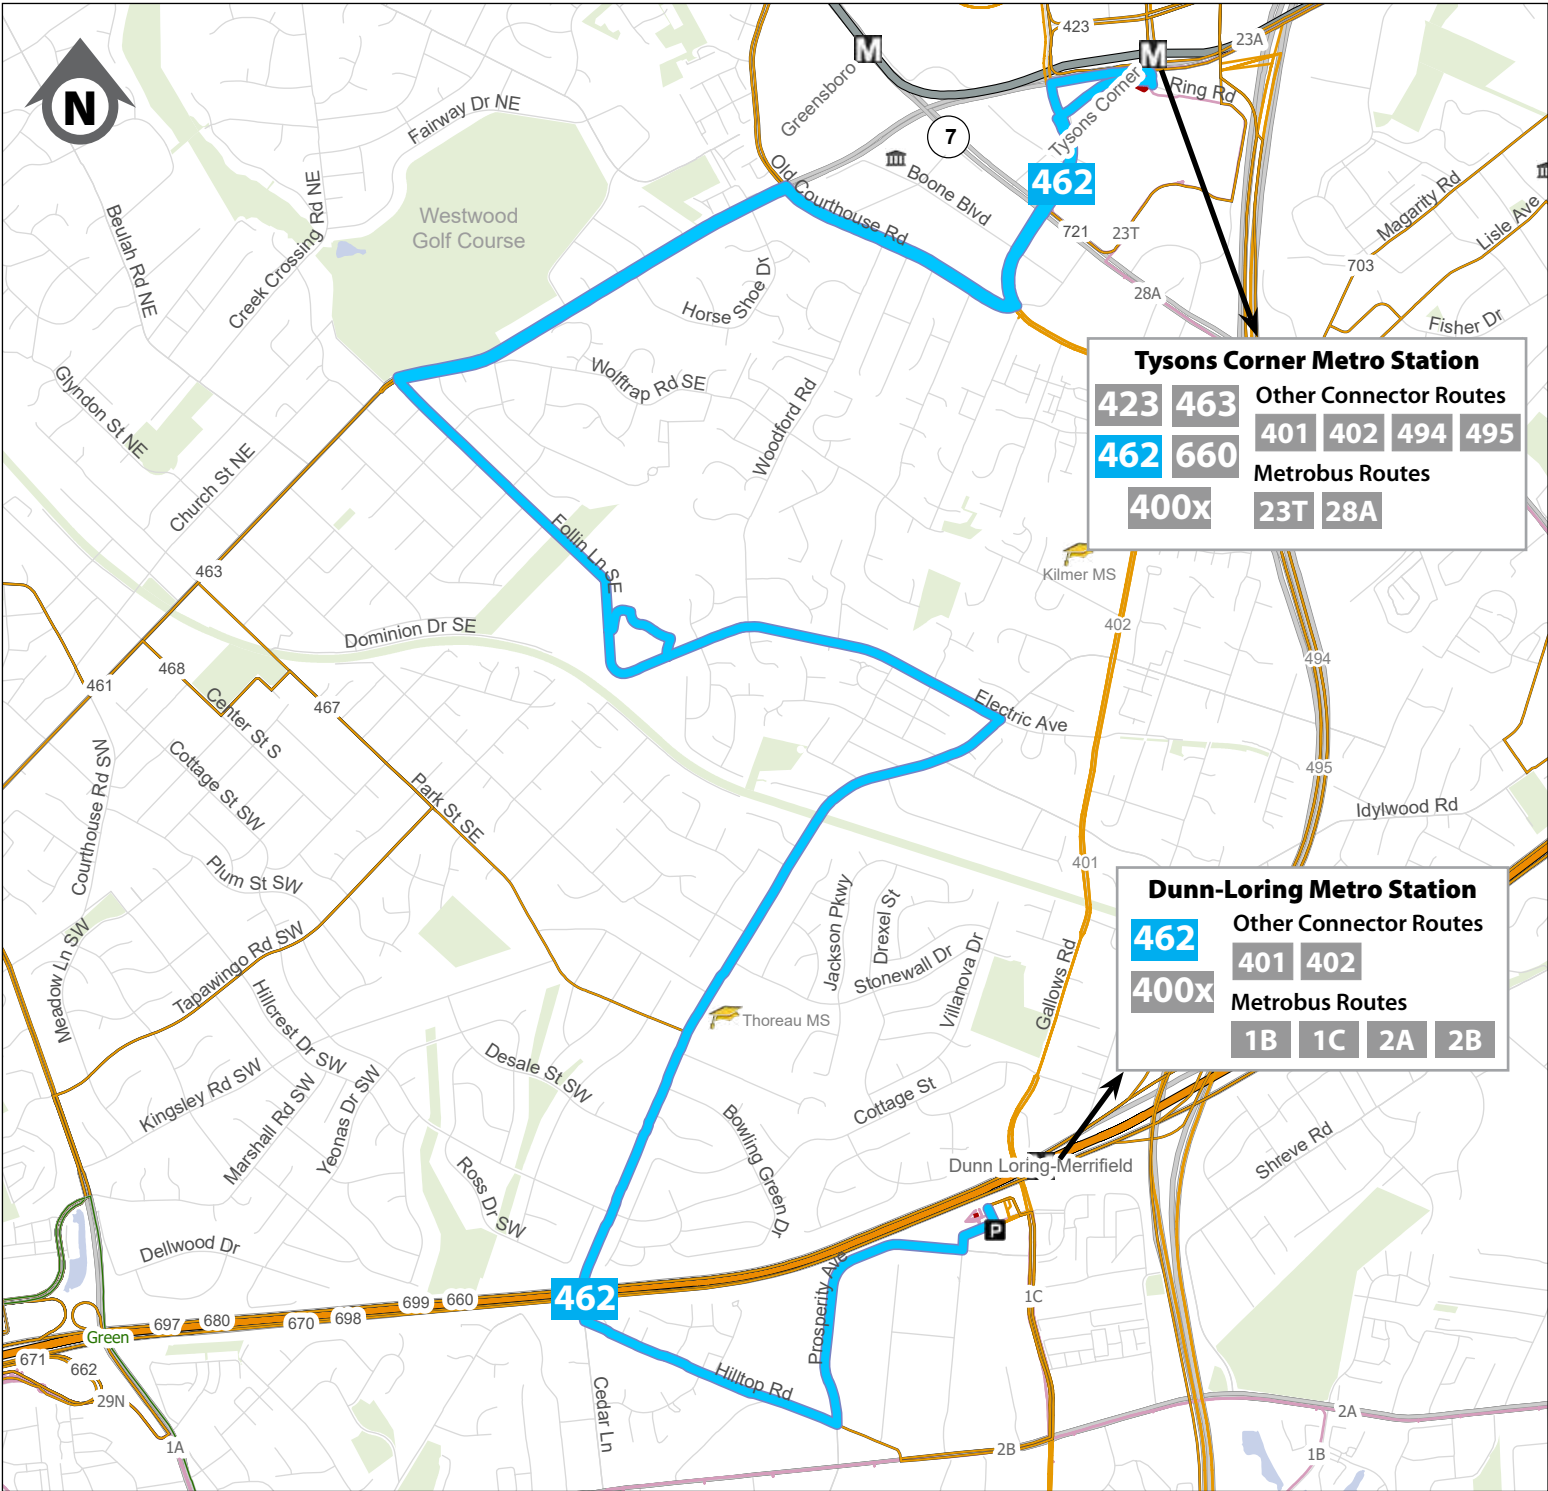 N
423
M
M
23A
Greensboro
Tysons Corner
Ring Rd
Fairway Dr NE
7
Old Courthouse Rd
Boone Blvd
462
Magarity Rd
Lisle Ave
Westwood
Golf Course
Beulah Rd NE
Creek Crossing Rd NE
721
23T
703
28A
Horse Shoe Dr
Fisher Dr
Tysons Corner Metro Station
423 463
Other Connector Routes
401 402 494 495
462 660
Metrobus Routes
400x
23T 28A
Wolftrap Rd SE
Woodford Rd
Glyndon St NE
Church St NE
Follin Ln SE
Kilmer MS
463
402
Dominion Dr SE
494
468
461
467
Center St S
Electric Ave
495
Courthouse Rd SW
Cottage St SW
Park St SE
Idylwood Rd
401
Plum St SW
Dunn-Loring Metro Station
462
Other Connector Routes
401 402
400x
Metrobus Routes
1B 1C 2A 2B
Jackson Pkwy
Drexel St
Stonewall Dr
Villanova Dr
Gallows Rd
Meadow Ln SW
Tapawingo Rd SW
Hillcrest Dr SW
Thoreau MS
Desale St SW
Kingsley Rd SW
Marshall Rd SW
Yeonas Dr SW
Cottage St
Bowling Green Dr
Shreve Rd
Dunn Loring-Merrifield
Ross Dr SW
P
Dellwood Dr
Prosperity Ave
462
1C
699 660
697 680 670 698
Green
671
662
29N
Hilltop Rd
Cedar Ln
1A
2A
2B
1B